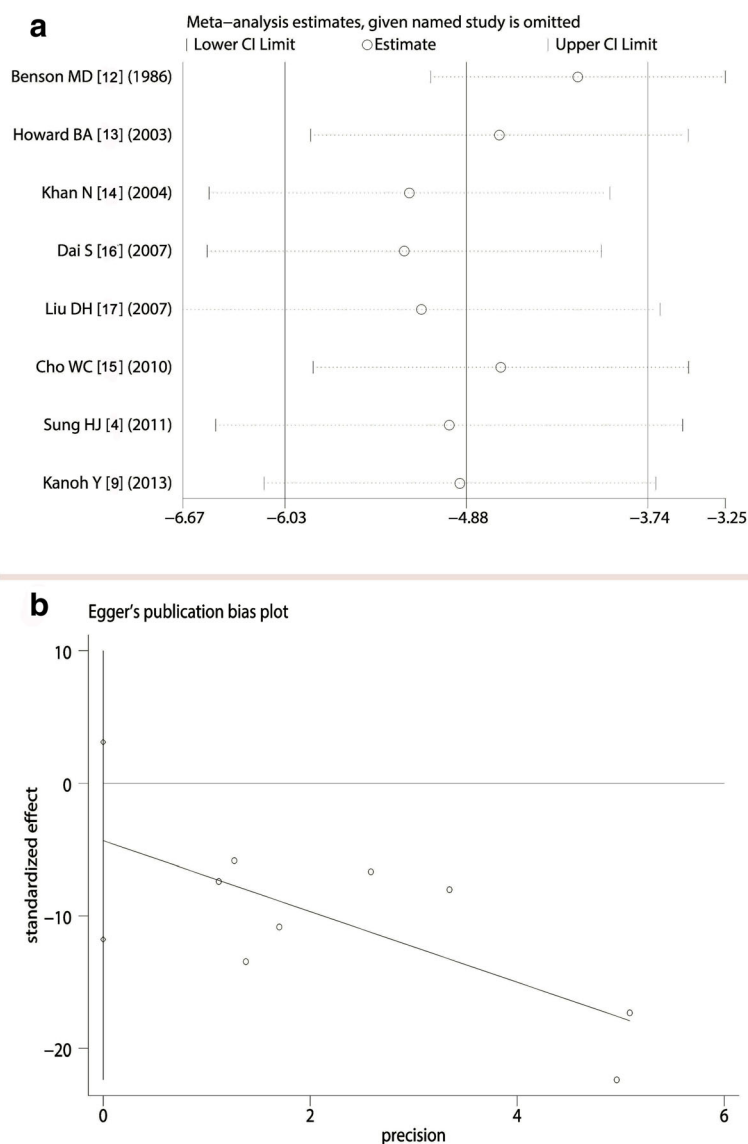 a
Meta−analysis estimates, given named study is omitted
| Lower CI Limit ○Estimate | Upper CI Limit
Benson MD [12] (1986)
Howard BA [13] (2003)
Khan N [14] (2004)
Dai S [16] (2007)
Liu DH [17] (2007)
Cho WC [15] (2010)
Sung HJ [4] (2011)
Kanoh Y [9] (2013)
−6.67 −6.03 −4.88 −3.74 −3.25
b
Egger's publication bias plot
10
0
−10
−20
standardized effect
0 2 4 6
precision